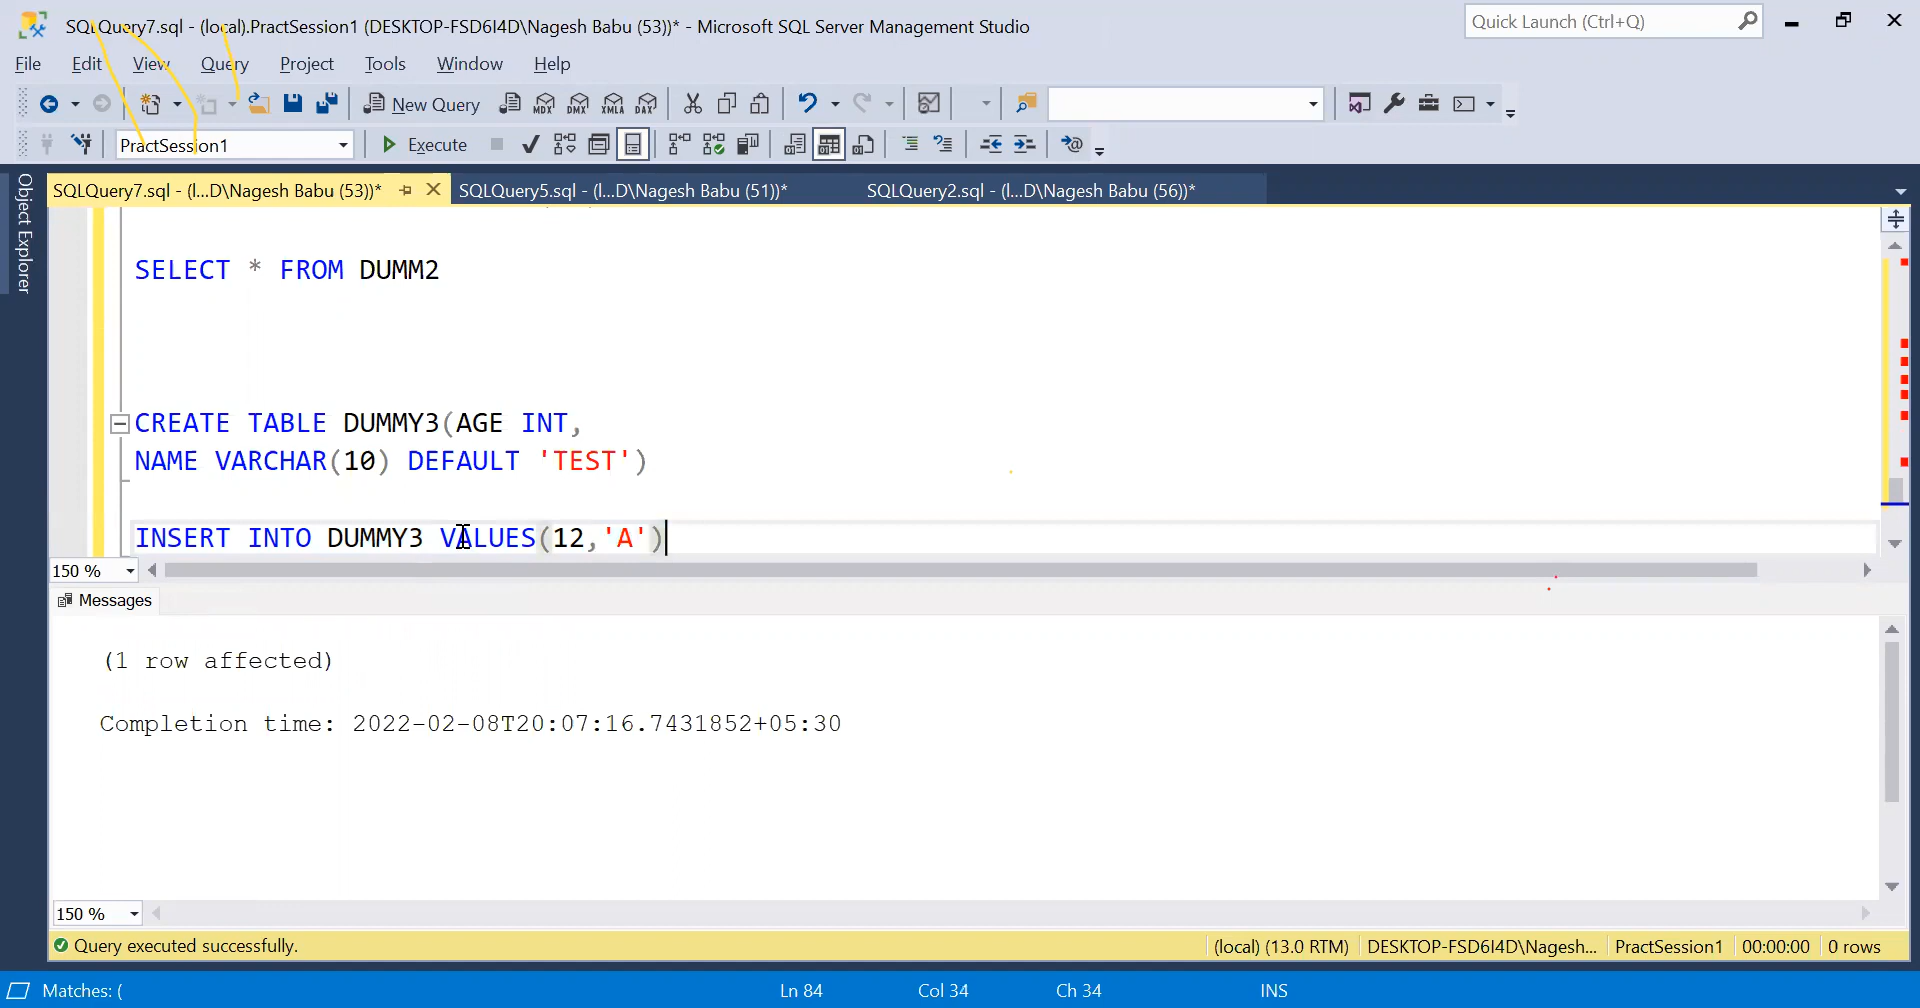 SQLQuery7.sql - (local).PractSession1 (DESKTOP-FSD6I4D\Nagesh Babu (53))* - Microsoft SQL Server Management Studio
Quick Launch (Ctrl+Q)
File Edit View Query Project Tools Window Help
New Query MDX DMX XMLA DAX
PractSession1 Execute
Object Explorer
SQLQuery7.sql - (l...D\Nagesh Babu (53))* SQLQuery5.sql - (l...D\Nagesh Babu (51))* SQLQuery2.sql - (l...D\Nagesh Babu (56))*
SELECT * FROM DUMM2
CREATE TABLE DUMMY3(AGE INT,
NAME VARCHAR(10) DEFAULT 'TEST')
INSERT INTO DUMMY3 VALUES(12,'A')
150 %
Messages
(1 row affected)
Completion time: 2022-02-08T20:07:16.7431852+05:30
150 %
Query executed successfully. (local) (13.0 RTM) DESKTOP-FSD6I4D\Nagesh... PractSession1 00:00:00 0 rows
Matches: ( Ln 84 Col 34 Ch 34 INS